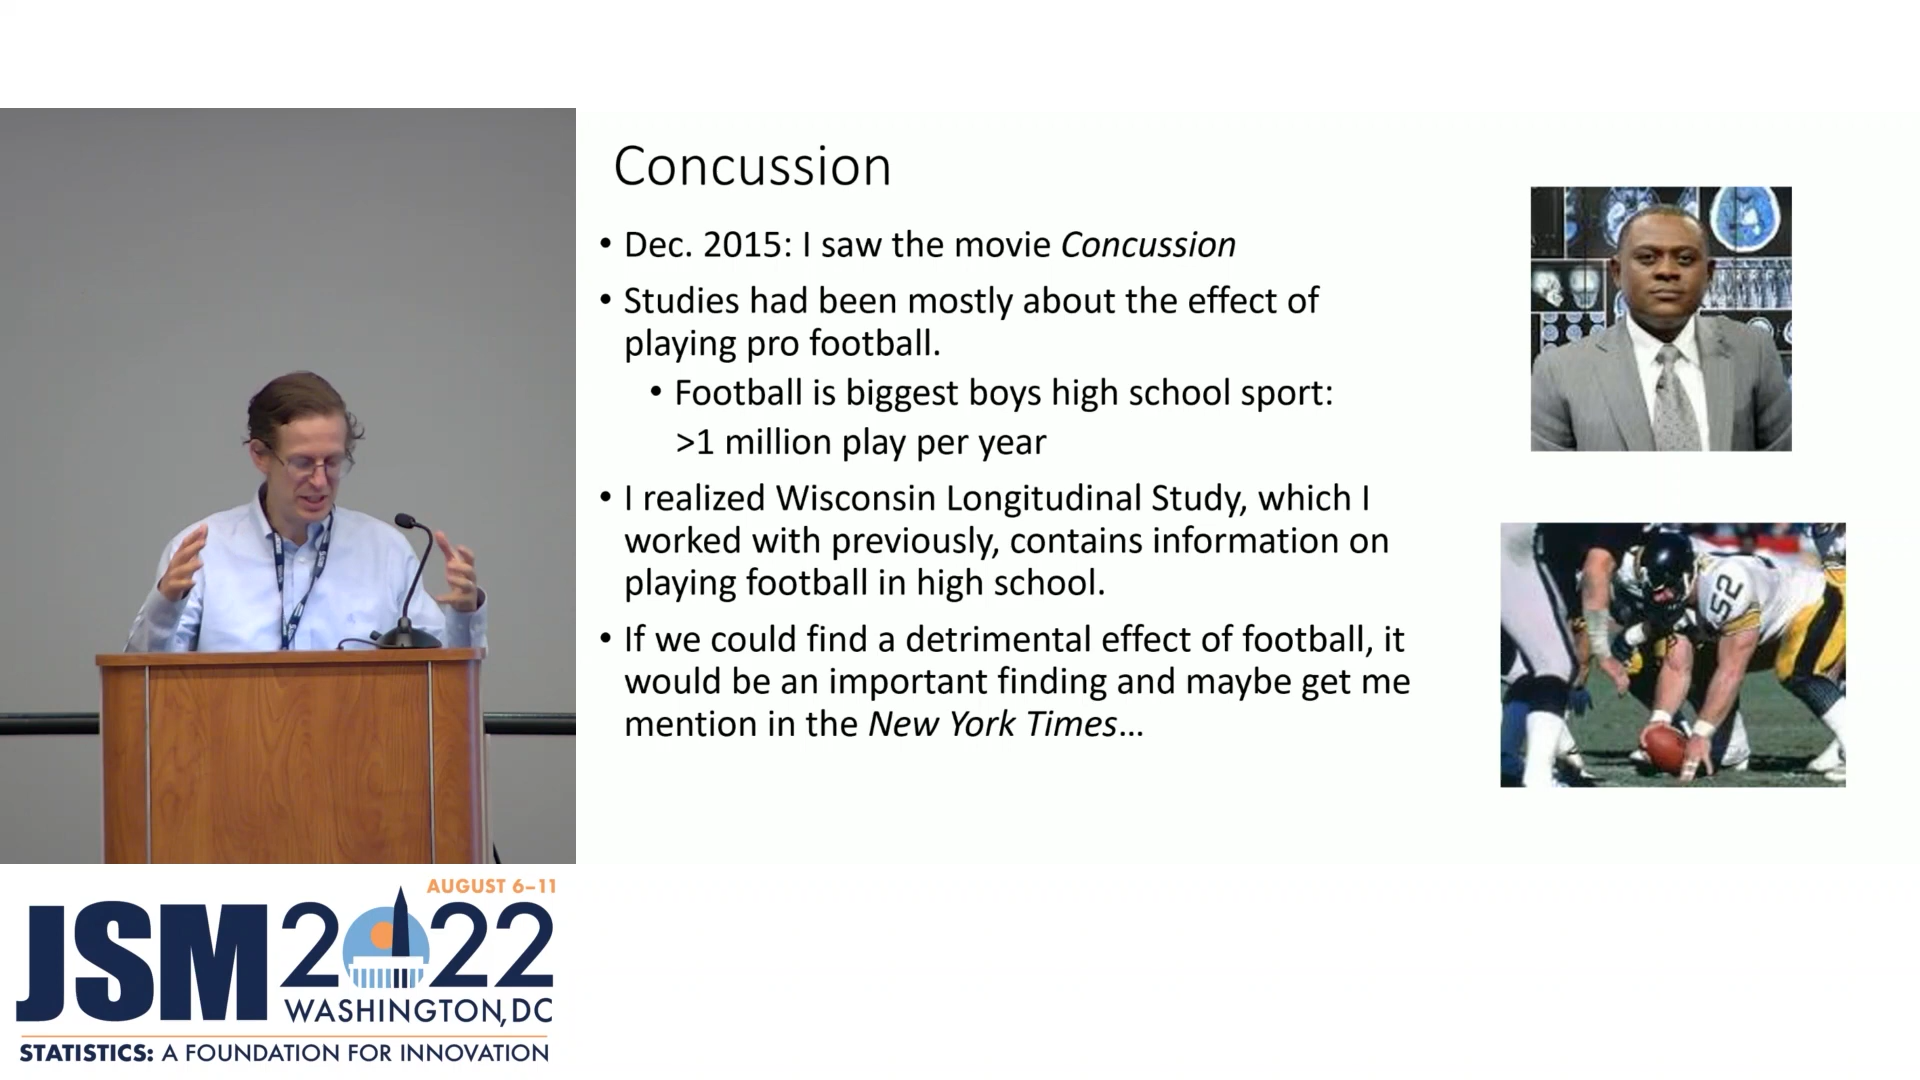 Concussion
• Dec. 2015: I saw the movie Concussion
• Studies had been mostly about the effect of
playing pro football.
• Football is biggest boys high school sport:
>1 million play per year
• I realized Wisconsin Longitudinal Study, which I
worked with previously, contains information on
playing football in high school.
• If we could find a detrimental effect of football, it
would be an important finding and maybe get me
mention in the New York Times…
52
AUGUST 6–11
JSM 2022
WASHINGTON, DC
STATISTICS: A FOUNDATION FOR INNOVATION